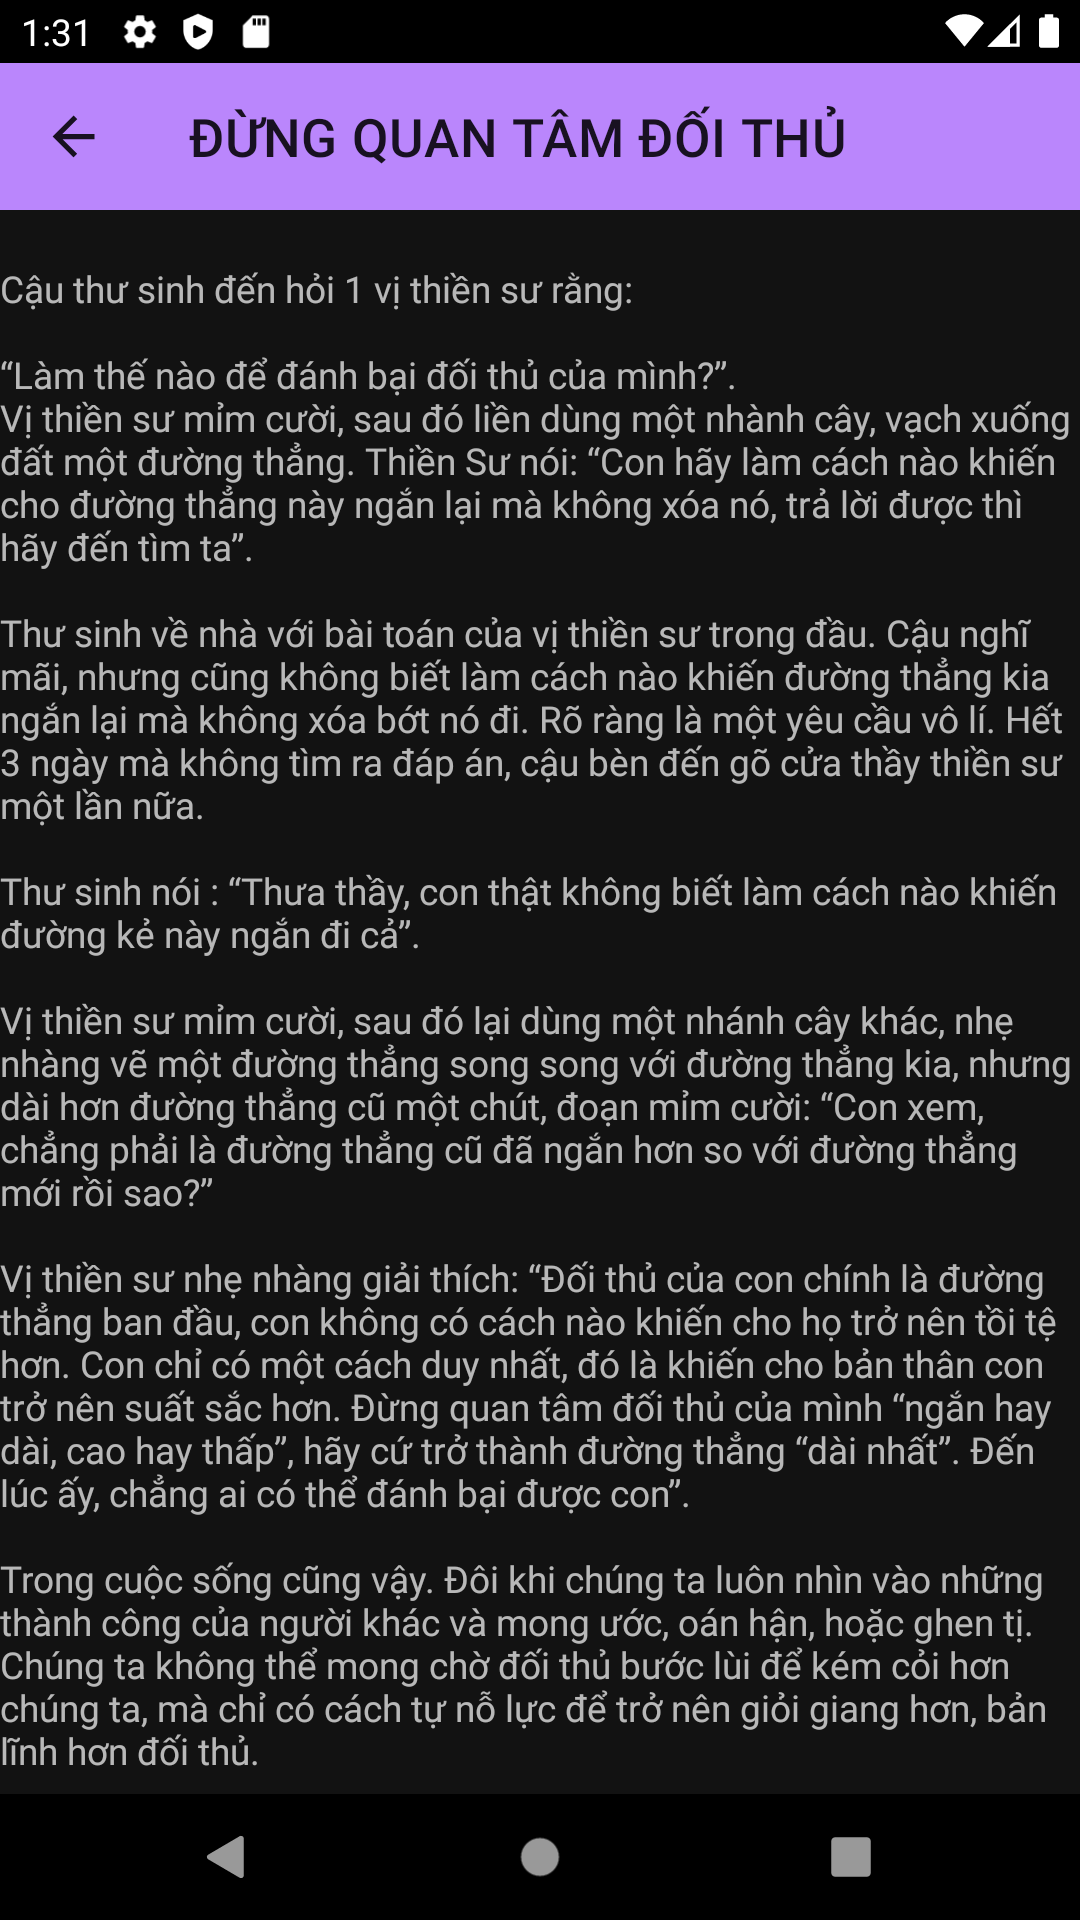 1:31
ĐỪNG QUAN TÂM ĐỐI THỦ
Cậu thư sinh đến hỏi 1 vị thiền sư rằng:
“Làm thế nào để đánh bại đối thủ của mình?”.
Vị thiền sư mỉm cười, sau đó liền dùng một nhành cây, vạch xuống
đất một đường thẳng. Thiền Sư nói: “Con hãy làm cách nào khiến
cho đường thẳng này ngắn lại mà không xóa nó, trả lời được thì
hãy đến tìm ta”.
Thư sinh về nhà với bài toán của vị thiền sư trong đầu. Cậu nghĩ
mãi, nhưng cũng không biết làm cách nào khiến đường thẳng kia
ngắn lại mà không xóa bớt nó đi. Rõ ràng là một yêu cầu vô lí. Hết
3 ngày mà không tìm ra đáp án, cậu bèn đến gõ cửa thầy thiền sư
một lần nữa.
Thư sinh nói : “Thưa thầy, con thật không biết làm cách nào khiến
đường kẻ này ngắn đi cả”.
Vị thiền sư mỉm cười, sau đó lại dùng một nhánh cây khác, nhẹ
nhàng vẽ một đường thẳng song song với đường thẳng kia, nhưng
dài hơn đường thẳng cũ một chút, đoạn mỉm cười: “Con xem,
chẳng phải là đường thẳng cũ đã ngắn hơn so với đường thẳng
mới rồi sao?”
Vị thiền sư nhẹ nhàng giải thích: “Đối thủ của con chính là đường
thẳng ban đầu, con không có cách nào khiến cho họ trở nên tồi tệ
hơn. Con chỉ có một cách duy nhất, đó là khiến cho bản thân con
trở nên suất sắc hơn. Đừng quan tâm đối thủ của mình “ngắn hay
dài, cao hay thấp”, hãy cứ trở thành đường thẳng “dài nhất”. Đến
lúc ấy, chẳng ai có thể đánh bại được con”.
Trong cuộc sống cũng vậy. Đôi khi chúng ta luôn nhìn vào những
thành công của người khác và mong ước, oán hận, hoặc ghen tị.
Chúng ta không thể mong chờ đối thủ bước lùi để kém cỏi hơn
chúng ta, mà chỉ có cách tự nỗ lực để trở nên giỏi giang hơn, bản
lĩnh hơn đối thủ.